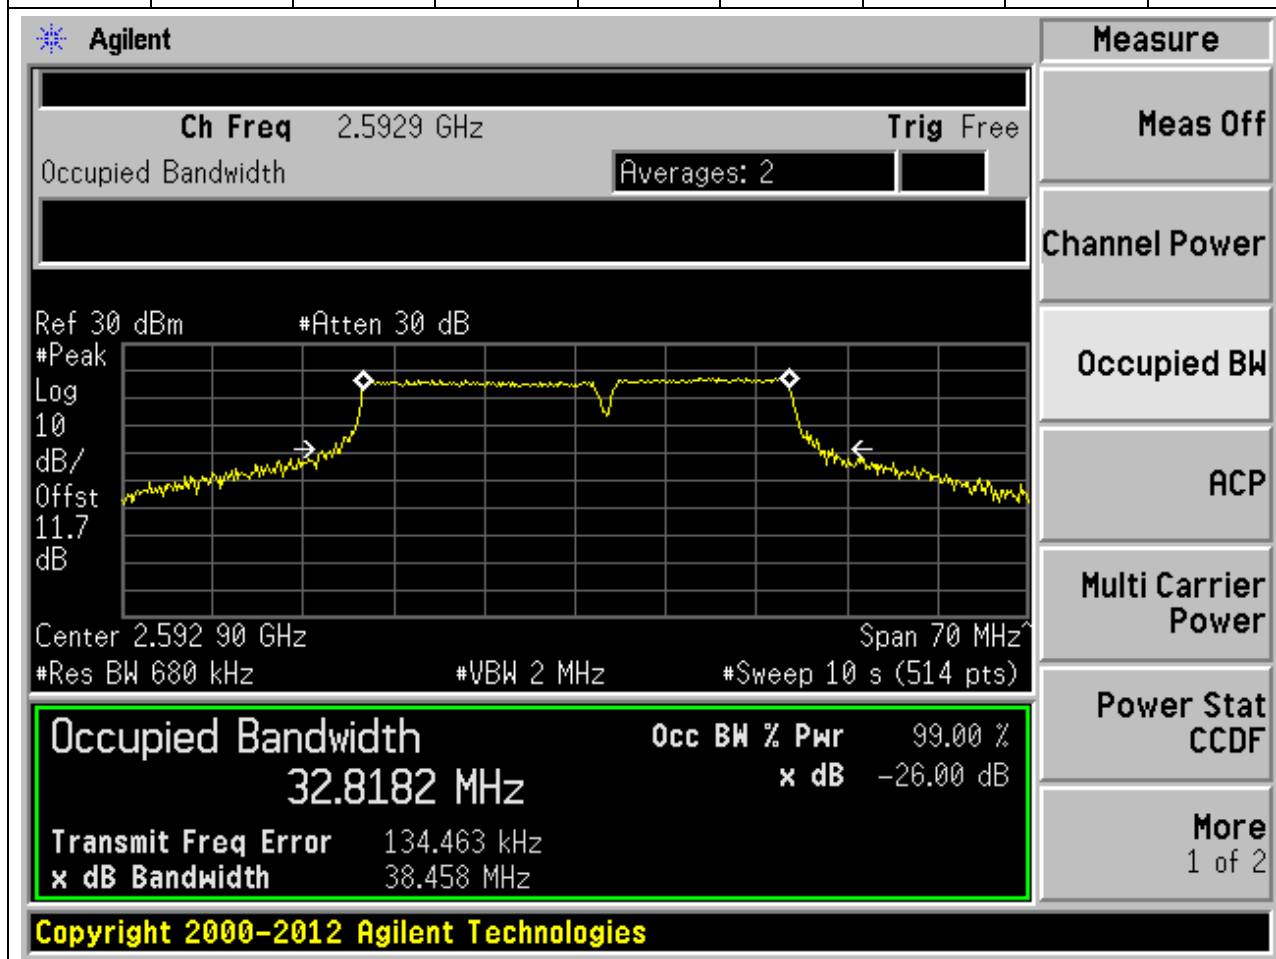 Agilent
Measure
Ch Freq 2.5929 GHz Trig Free
Meas Off
Occupied Bandwidth Averages: 2
Channel Power
Ref 30 dBm #Atten 30 dB
#Peak
Log
10
dB/
Offst
11.7
dB
Occupied BW
ACP
Center 2.592 90 GHz Span 70 MHz^
#Res BW 680 kHz #VBW 2 MHz #Sweep 10 s (514 pts)
Multi Carrier
Power
Occupied Bandwidth Occ BW % Pwr 99.00 %
32.8182 MHz x dB -26.00 dB
Transmit Freq Error 134.463 kHz
x dB Bandwidth 38.458 MHz
Power Stat
CCDF
More
1 of 2
Copyright 2000-2012 Agilent Technologies